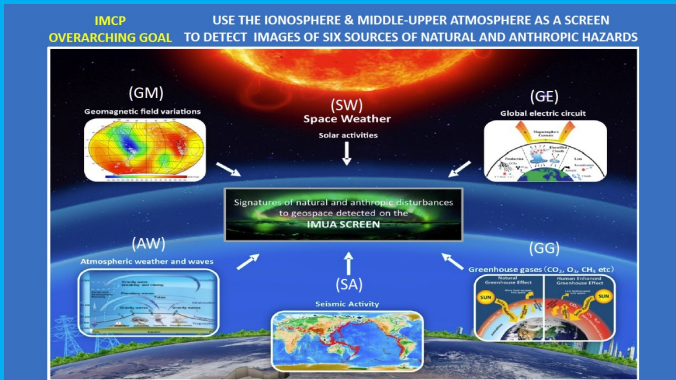 IMCP
OVERARCHING GOAL
USE THE IONOSPHERE & MIDDLE-UPPER ATMOSPHERE AS A SCREEN
TO DETECT IMAGES OF SIX SOURCES OF NATURAL AND ANTHROPIC HAZARDS
(GM)
Geomagnetic field variations
(SW)
Space Weather
Solar activities
(GE)
Global electric circuit
Signatures of natural and anthropic disturbances
to geospace detected on the
IMUA SCREEN
(AW)
Atmospheric weather and waves
(SA)
Seismic Activity
(GG)
Greenhouse gases (CO₂, O₃, CH₄ etc)
Natural
Greenhouse Effect
Human Enhanced
Greenhouse Effect
SUN
SUN